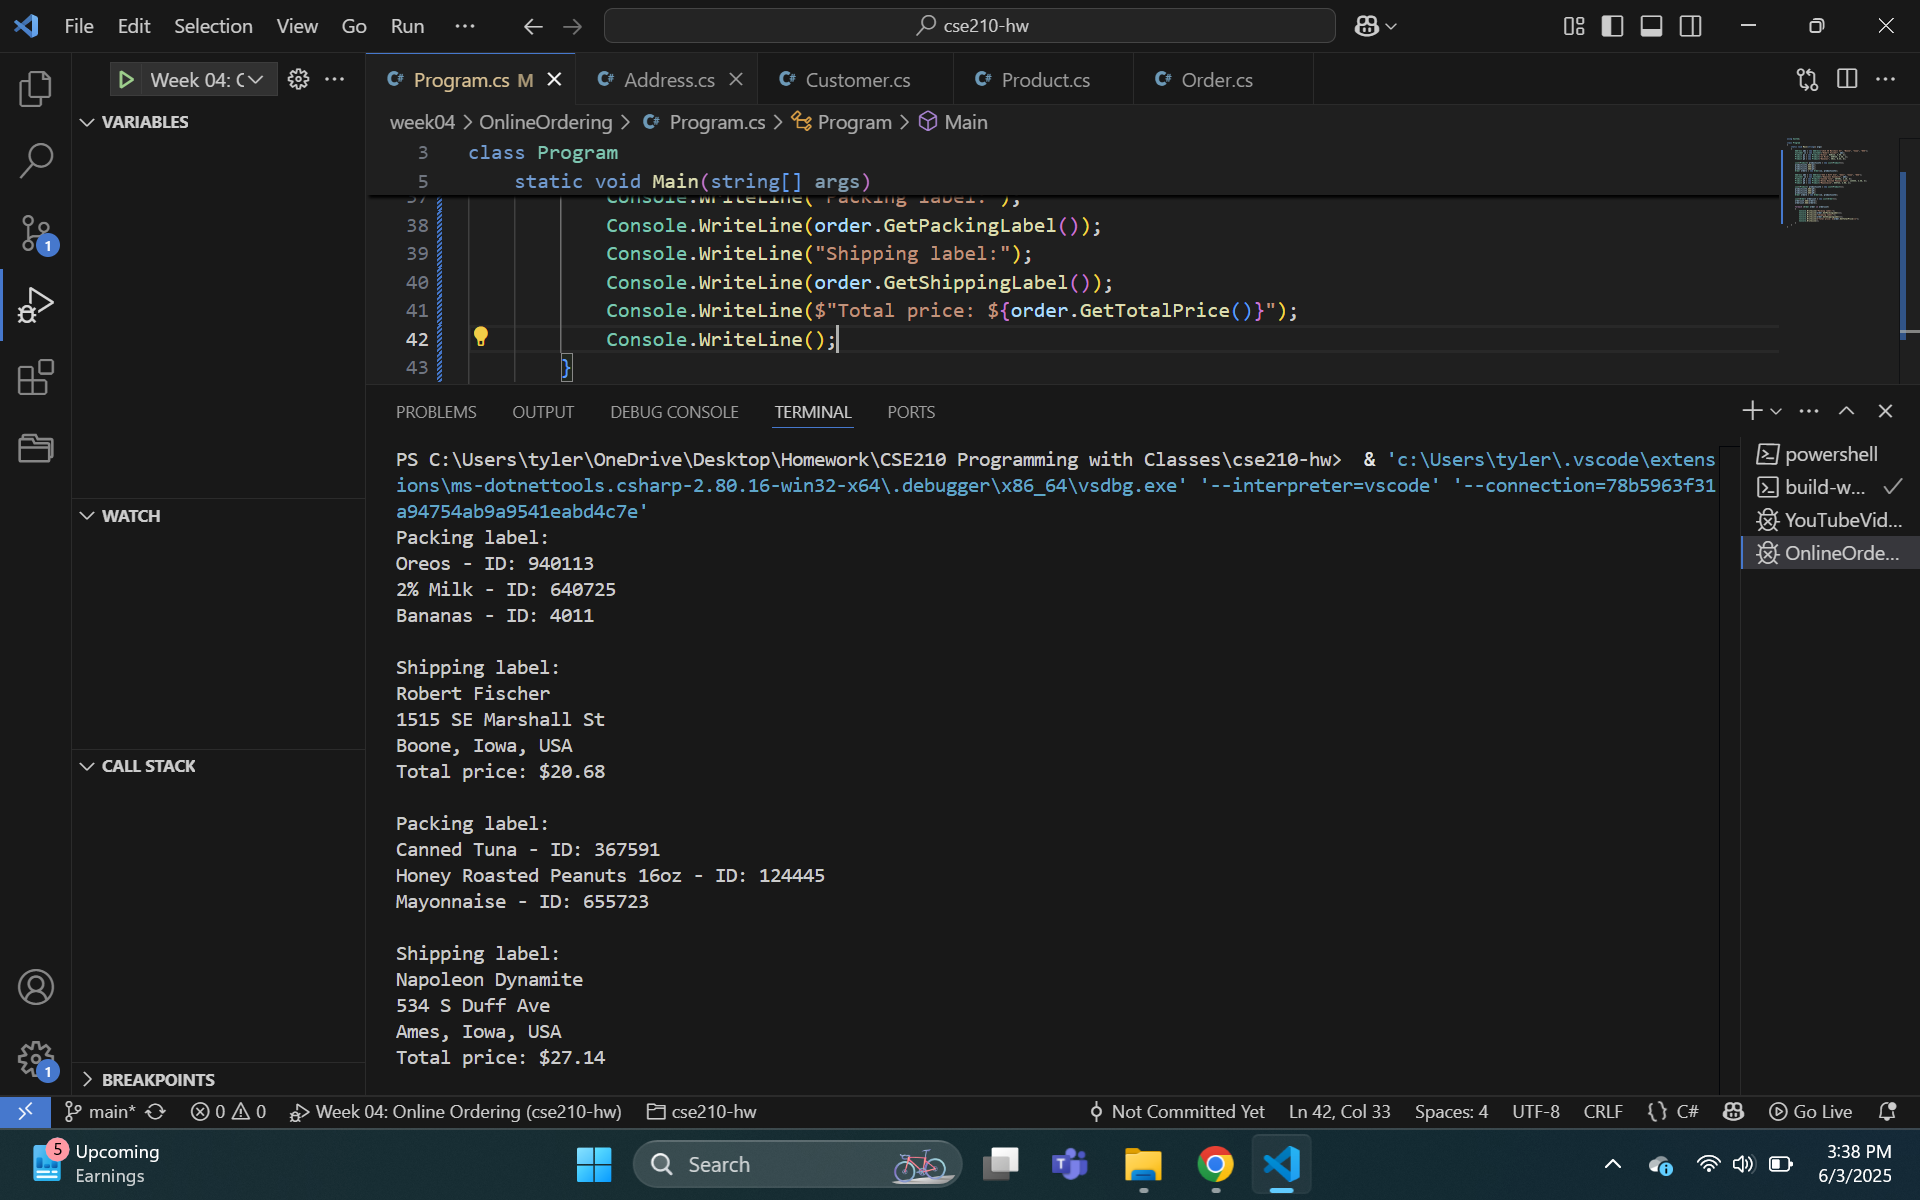 File Edit Selection View Go Run ···
cse210-hw
Week 04: C
Program.cs M
Address.cs
Customer.cs
Product.cs
Order.cs
VARIABLES
week04 > OnlineOrdering > Program.cs > Program > Main
3 class Program
5 static void Main(string[] args)
37 Console.WriteLine("Packing label:");
38 Console.WriteLine(order.GetPackingLabel());
39 Console.WriteLine("Shipping label:");
40 Console.WriteLine(order.GetShippingLabel());
41 Console.WriteLine($"Total price: ${order.GetTotalPrice()}");
42 Console.WriteLine();
43 }
PROBLEMS OUTPUT DEBUG CONSOLE TERMINAL PORTS
PS C:\Users\tyler\OneDrive\Desktop\Homework\CSE210 Programming with Classes\cse210-hw>  & 'c:\Users\tyler\.vscode\extens
ions\ms-dotnettools.csharp-2.80.16-win32-x64\.debugger\x86_64\vsdbg.exe' '--interpreter=vscode' '--connection=78b5963f31
a94754ab9a9541eabd4c7e'
Packing label:
Oreos - ID: 940113
2% Milk - ID: 640725
Bananas - ID: 4011
Shipping label:
Robert Fischer
1515 SE Marshall St
Boone, Iowa, USA
Total price: $20.68
Packing label:
Canned Tuna - ID: 367591
Honey Roasted Peanuts 16oz - ID: 124445
Mayonnaise - ID: 655723
Shipping label:
Napoleon Dynamite
534 S Duff Ave
Ames, Iowa, USA
Total price: $27.14
powershell
build-w...
YouTubeVid...
OnlineOrde...
1
WATCH
CALL STACK
1
BREAKPOINTS
main* 0 0 Week 04: Online Ordering (cse210-hw) cse210-hw Not Committed Yet Ln 42, Col 33 Spaces: 4 UTF-8 CRLF {} C# Go Live
5
Upcoming
Earnings
Search
3:38 PM
6/3/2025